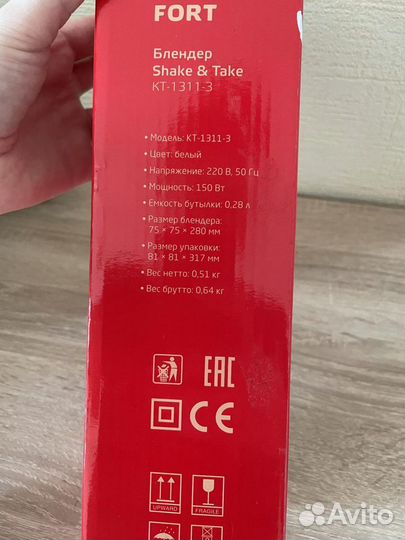 FORT
Блендер
Shake & Take
KT-1311-3
• Модель: KT-1311-3
• Цвет: белый
• Напряжение: 220 В, 50 Гц
• Мощность: 150 Вт
• Емкость бутылки: 0,28 л
• Размер блендера:
75 × 75 × 280 мм
• Размер упаковки:
81 × 81 × 317 мм
• Вес нетто: 0,51 кг
• Вес брутто: 0,64 кг
EAC
CE
UPWARD
FRAGILE
Avito